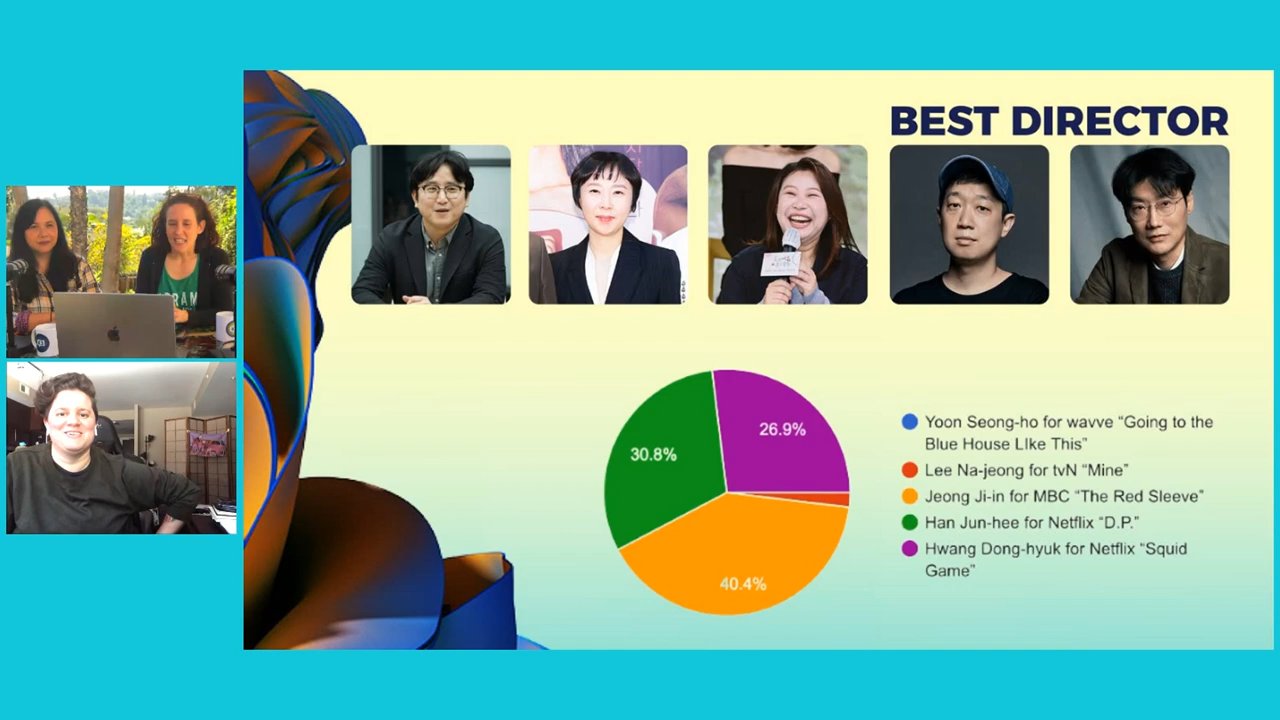 BEST DIRECTOR
26.9%
30.8%
40.4%
Yoon Seong-ho for wavve “Going to the
Blue House LIke This”
Lee Na-jeong for tvN “Mine”
Jeong Ji-in for MBC “The Red Sleeve”
Han Jun-hee for Netflix “D.P.”
Hwang Dong-hyuk for Netflix “Squid
Game”